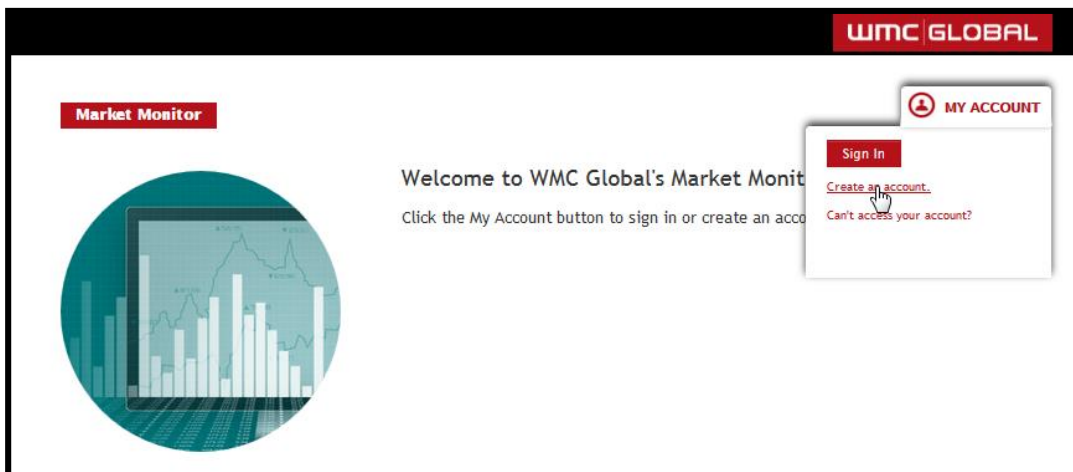 WMC GLOBAL
MY ACCOUNT
Market Monitor
Sign In
Welcome to WMC Global's Market Monit
Create an account.
Click the My Account button to sign in or create an acco
Can't access your account?